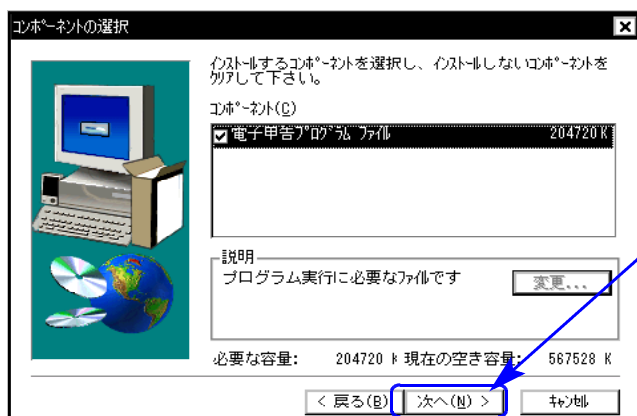 コンポーネントの選択
インストールするコンポーネントを選択し、インストールしないコンポーネントを
クリアして下さい。
コンポーネント(C)
電子申告プログラム ファイル 204720 K
説明
プログラム実行に必要なファイルです
変更...
必要な容量: 204720 K 現在の空き容量: 567528 K
< 戻る(B) 次へ(N) > キャンセル